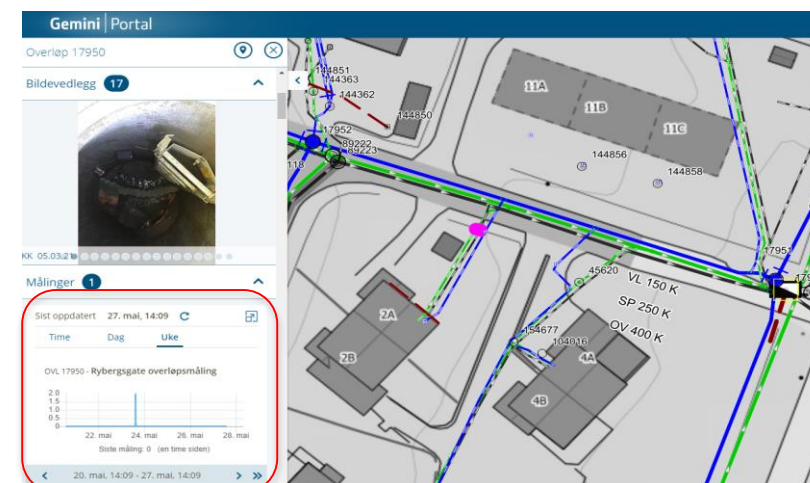 Gemini Portal
Overløp 17950
Bildevedlegg 17
KK 05.03.21
Målinger 1
Sist oppdatert 27. mai, 14:09
Time Dag Uke
OVL 17950 - Rybergsgate overløpsmåling
2.0
1.5
1.0
0.5
0
22. mai 24. mai 26. mai 28. mai
Siste måling: 0 (en time siden)
20. mai, 14:09 - 27. mai, 14:09
144851
144363
144362
144850
17952
89222
89223
118
11A
11B
11C
144856
144858
17951
45620
VL 150 K
SP 250 K
OV 400 K
2A
2B
154677
104016
4A
4B